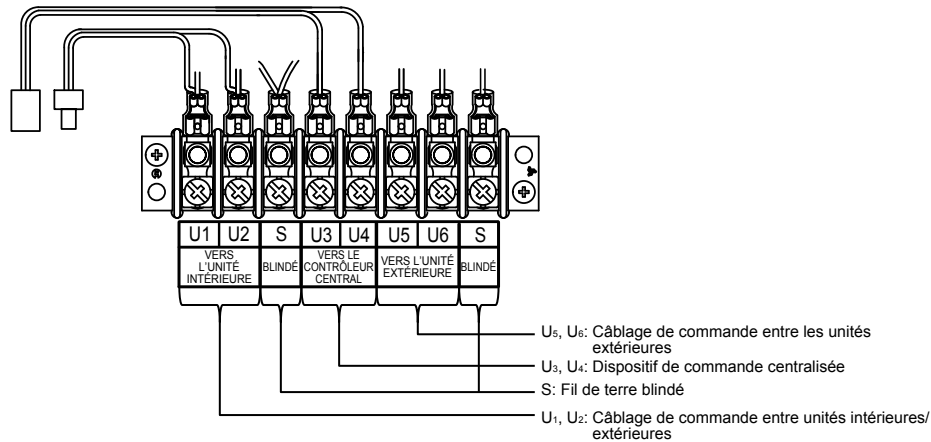 U1 U2 S U3 U4 U5 U6 S
VERS
L'UNITÉ
INTÉRIEURE
BLINDÉ
VERS LE
CONTRÔLEUR
CENTRAL
VERS L'UNITÉ
EXTÉRIEURE
BLINDÉ
U₅, U₆: Câblage de commande entre les unités
extérieures
U₃, U₄: Dispositif de commande centralisée
S: Fil de terre blindé
U₁, U₂: Câblage de commande entre unités intérieures/
extérieures